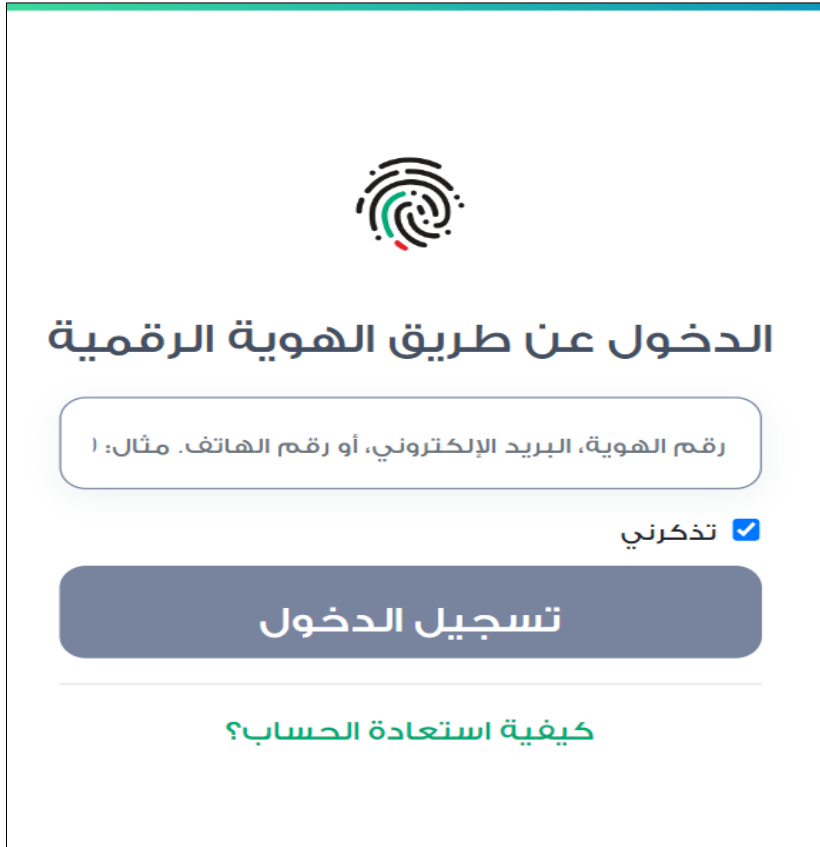 الدخول عن طريق الهوية الرقمية
رقم الهوية، البريد الإلكتروني، أو رقم الهاتف. مثال:
تذكرني
تسجيل الدخول
كيفية استعادة الحساب؟